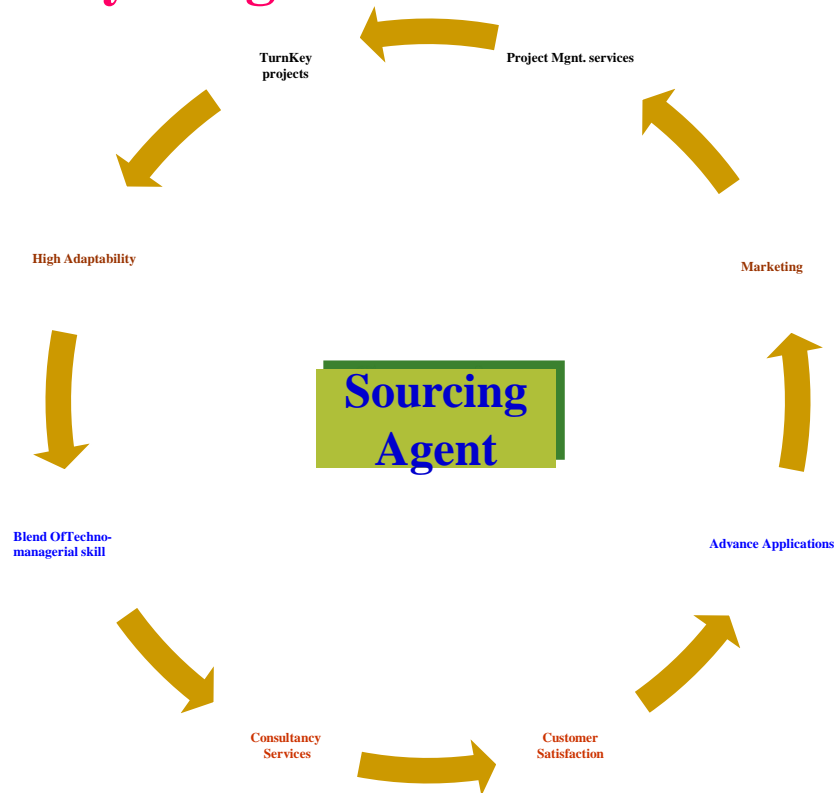 TurnKey
projects
Project Mgnt. services
High Adaptability
Marketing
Sourcing
Agent
Blend OfTechno-
managerial skill
Advance Applications
Consultancy
Services
Customer
Satisfaction